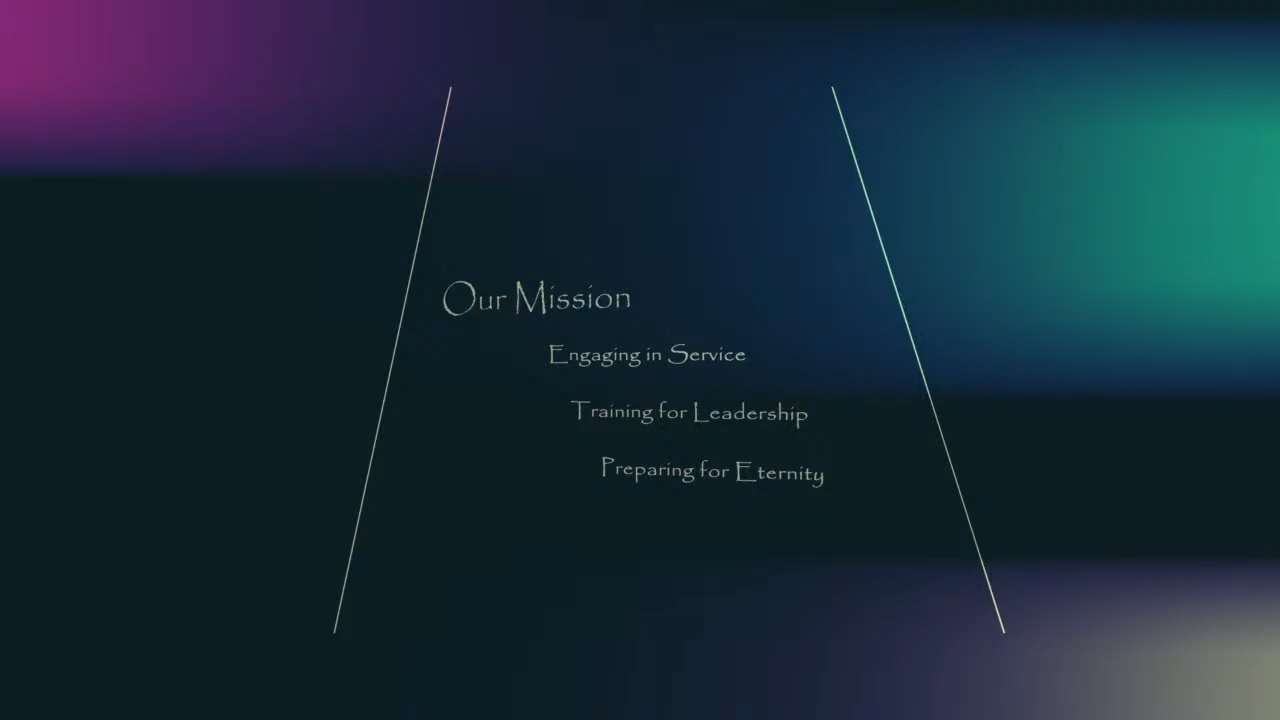 Our Mission
Engaging in Service
Training for Leadership
Preparing for Eternity